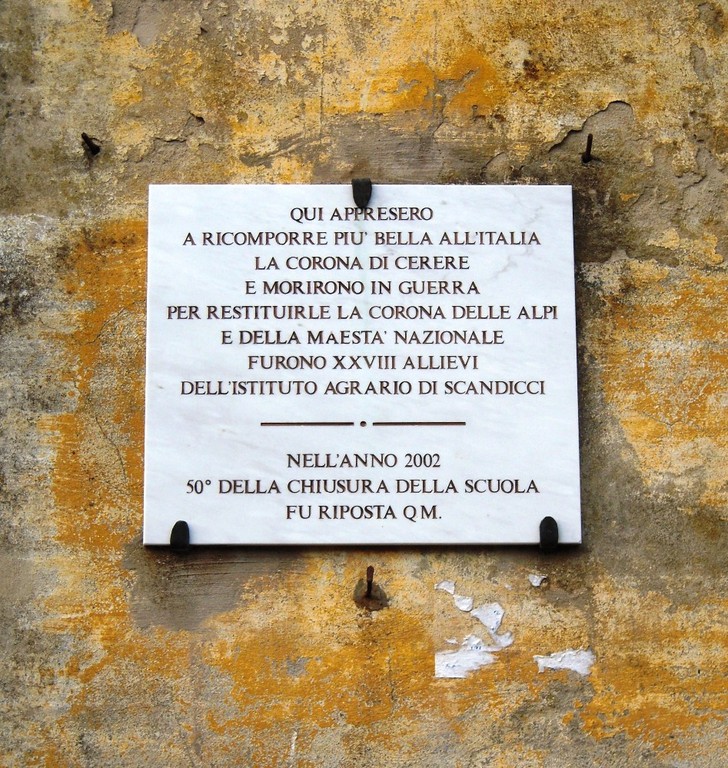 QUI APPRESERO
A RICOMPORRE PIU' BELLA ALL'ITALIA
LA CORONA DI CERERE
E MORIRONO IN GUERRA
PER RESTITUIRLE LA CORONA DELLE ALPI
E DELLA MAESTA' NAZIONALE
FURONO XXVIII ALLIEVI
DELL'ISTITUTO AGRARIO DI SCANDICCI
NELL'ANNO 2002
50° DELLA CHIUSURA DELLA SCUOLA
FU RIPOSTA Q M.